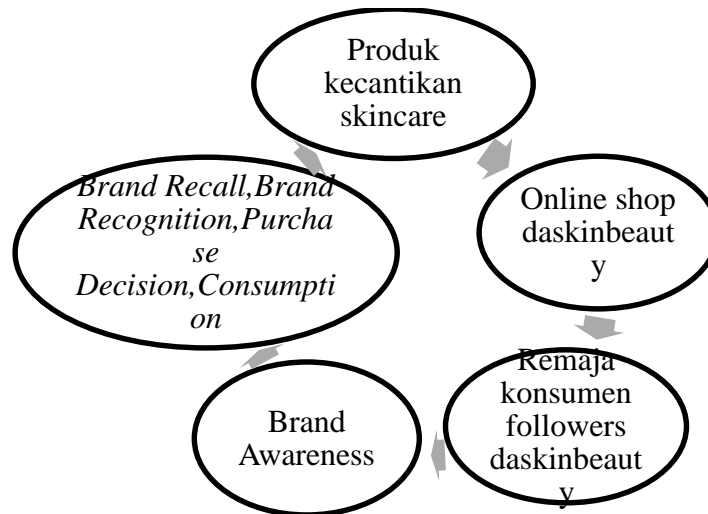 Produk
kecantikan
skincare
Online shop
daskinbeaut
y
Remaja
konsumen
followers
daskinbeaut
y
Brand
Awareness
Brand Recall,Brand
Recognition,Purcha
se
Decision,Consumpti
on